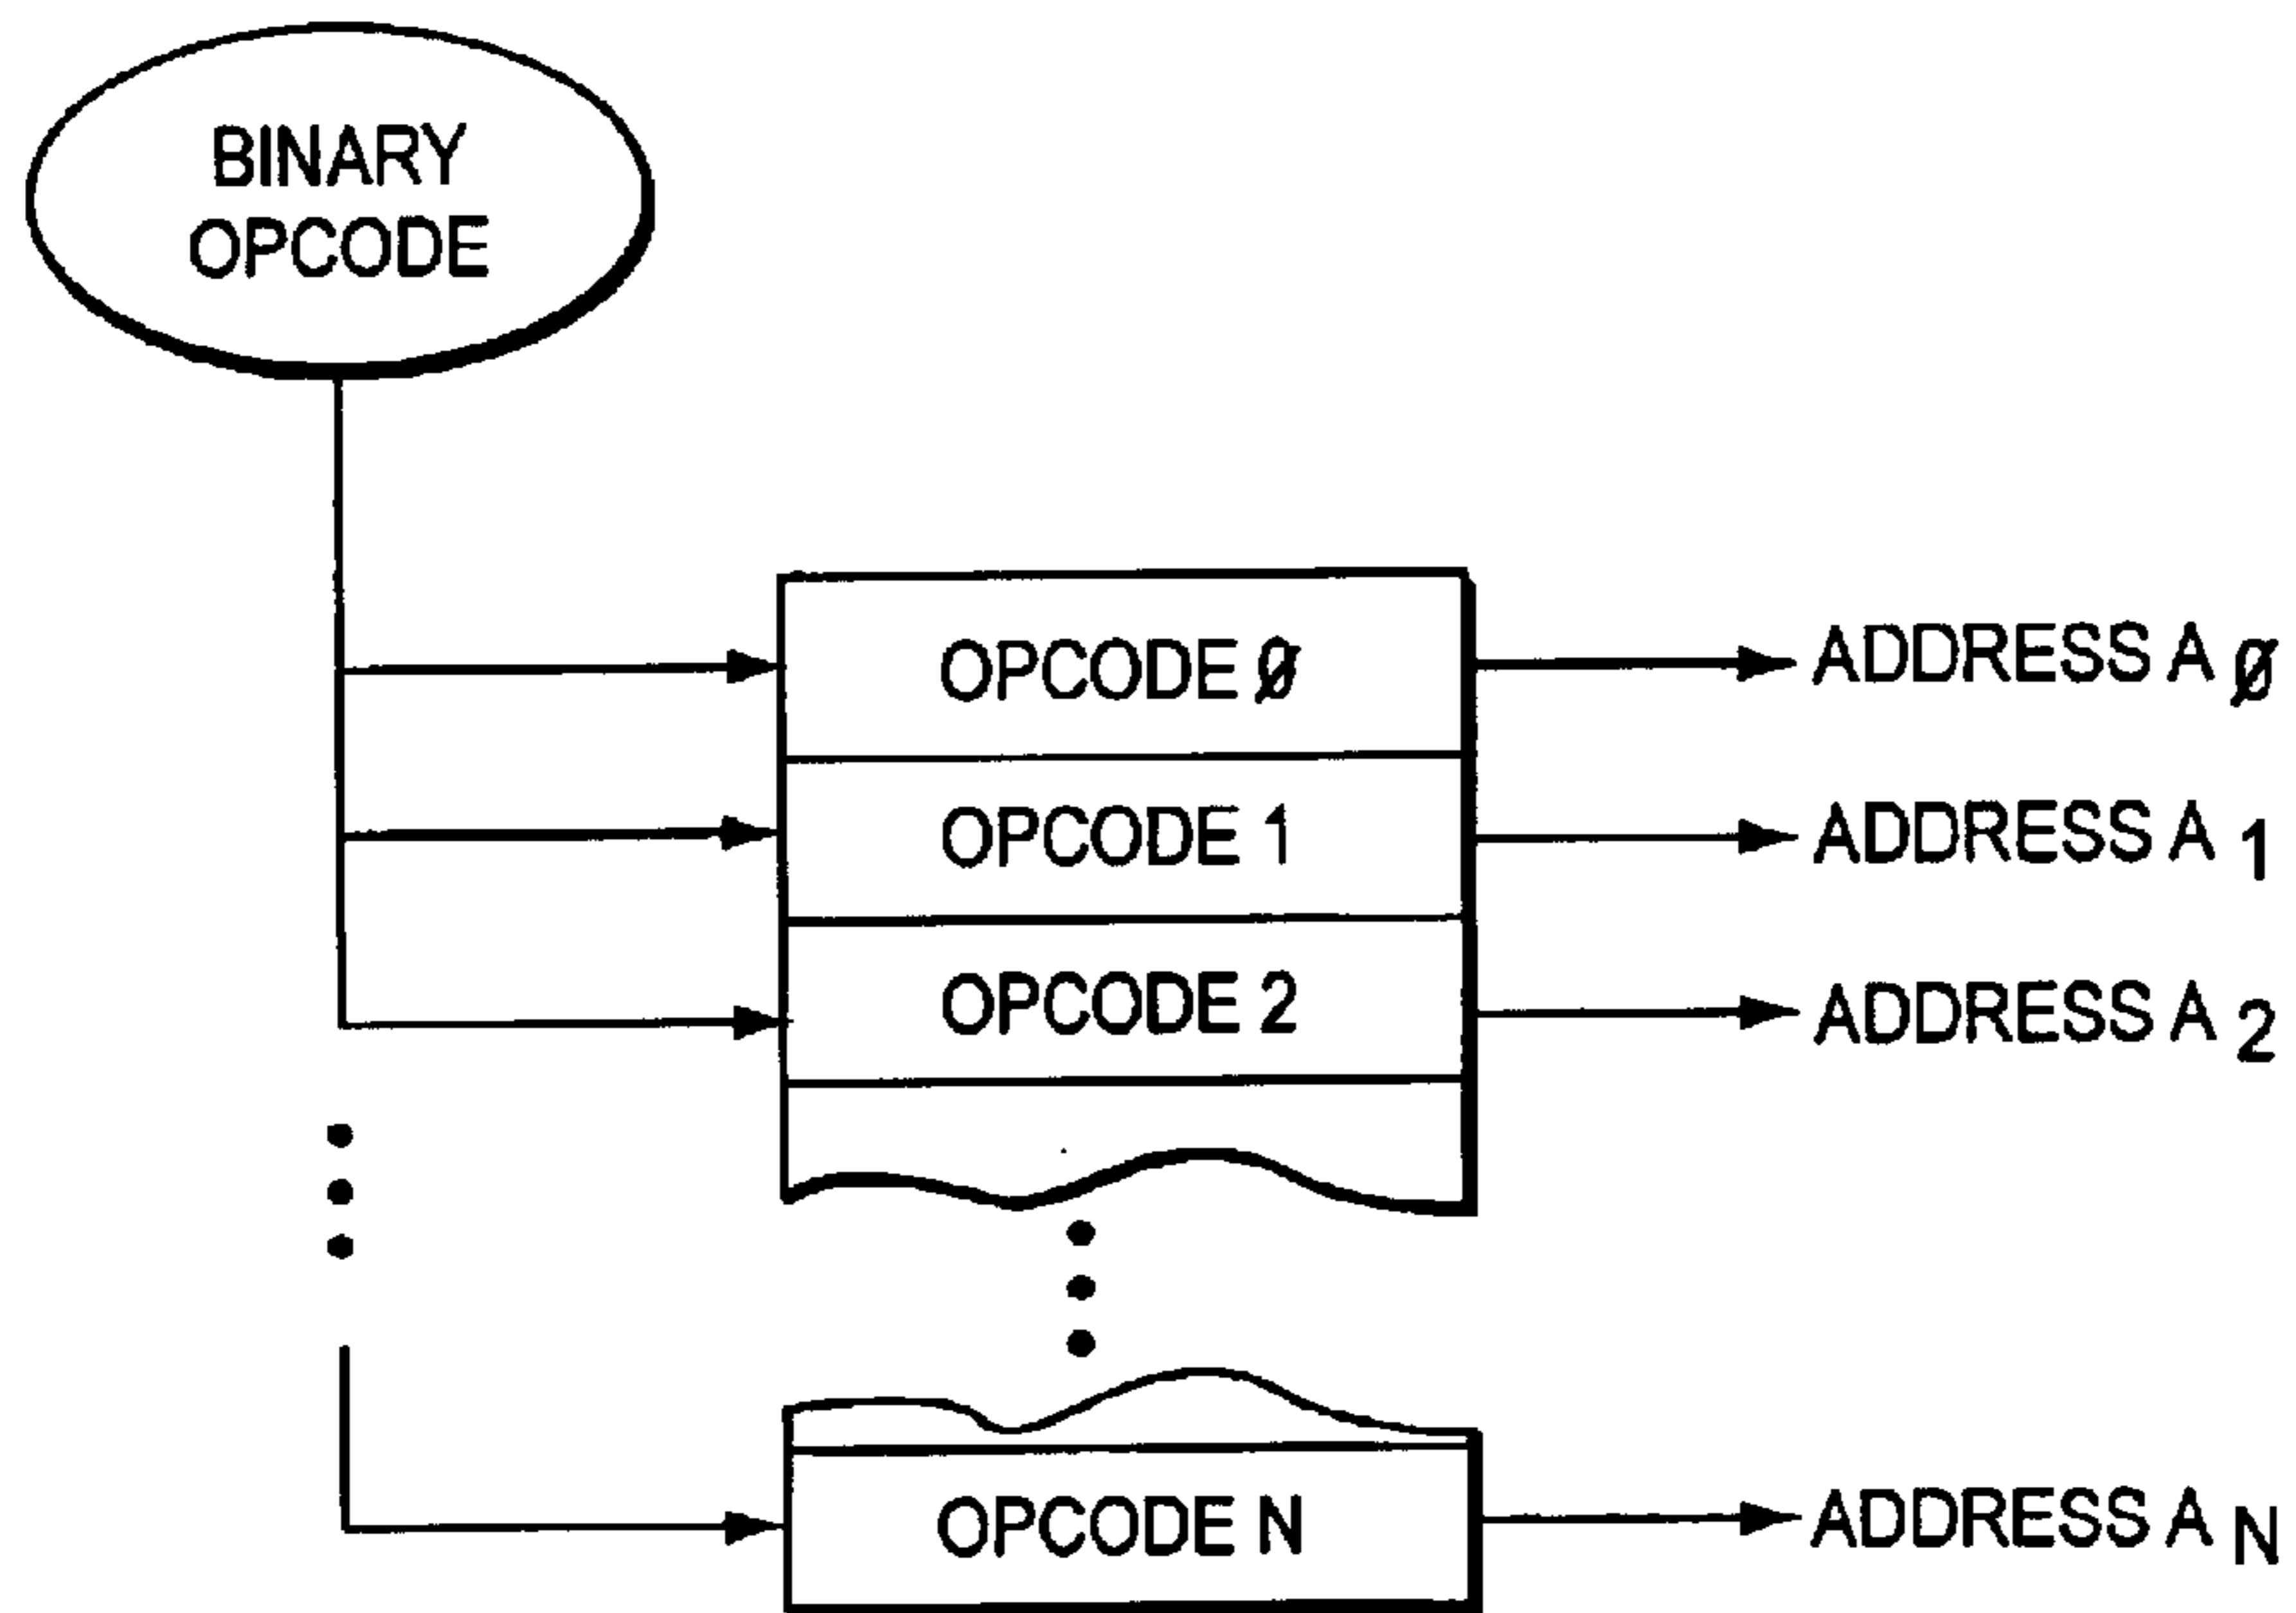 BINARY
OPCODE
OPCODE Ø
ADDRESS A Ø
OPCODE 1
ADDRESS A 1
OPCODE 2
ADDRESS A 2
OPCODE N
ADDRESS A N